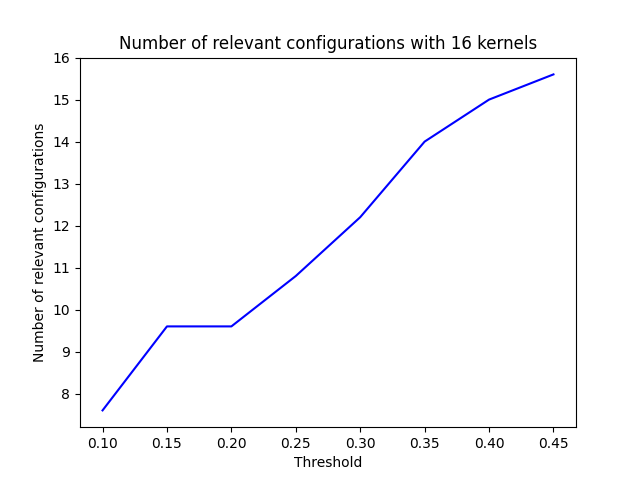 Number of relevant configurations with 16 kernels
Number of relevant configurations
16
15
14
13
12
11
10
9
8
0.10 0.15 0.20 0.25 0.30 0.35 0.40 0.45
Threshold